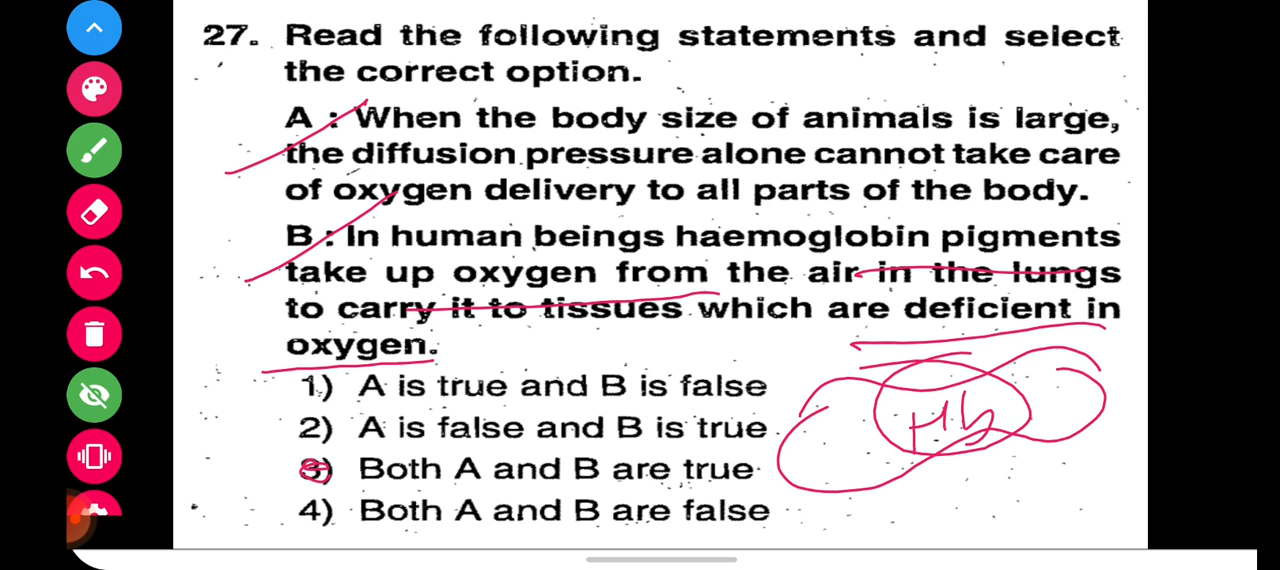 27. Read the following statements and select
the correct option.
A : When the body size of animals is large,
the diffusion pressure alone cannot take care
of oxygen delivery to all parts of the body.
B : In human beings haemoglobin pigments
take up oxygen from the air in the lungs
to carry it to tissues which are deficient in
oxygen.
1) A is true and B is false
2) A is false and B is true
3) Both A and B are true
Hb
4) Both A and B are false